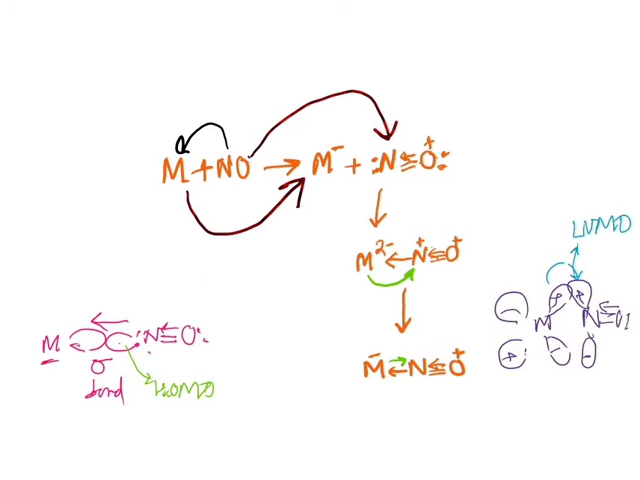 M + NO → M⁻ + :N≡O⁺:
LUMO
M²⁻ ← N⁺≡O⁺
M N≡O
M :N≡O:
σ
bond
HOMO
M⁻ ⇄ N≡O⁺